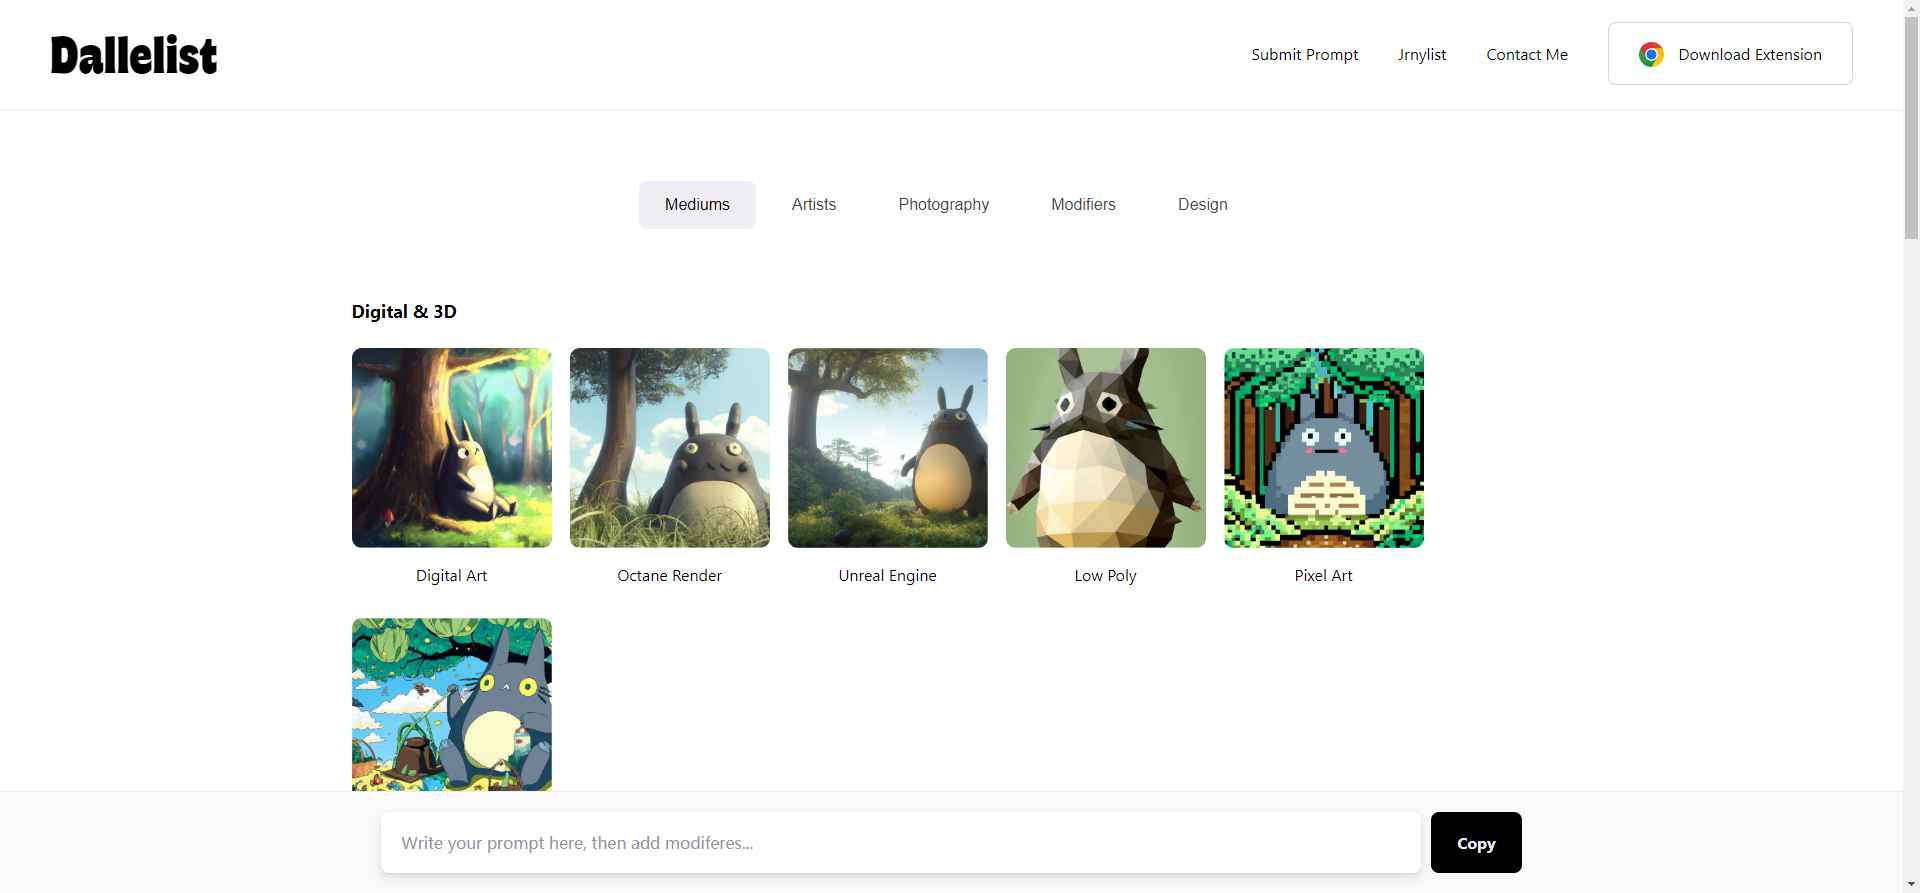 Dallelist
Submit Prompt
Jrnylist
Contact Me
Download Extension
Mediums
Artists
Photography
Modifiers
Design
Digital & 3D
Digital Art
Octane Render
Unreal Engine
Low Poly
Pixel Art
Write your prompt here, then add modiferes...
Copy